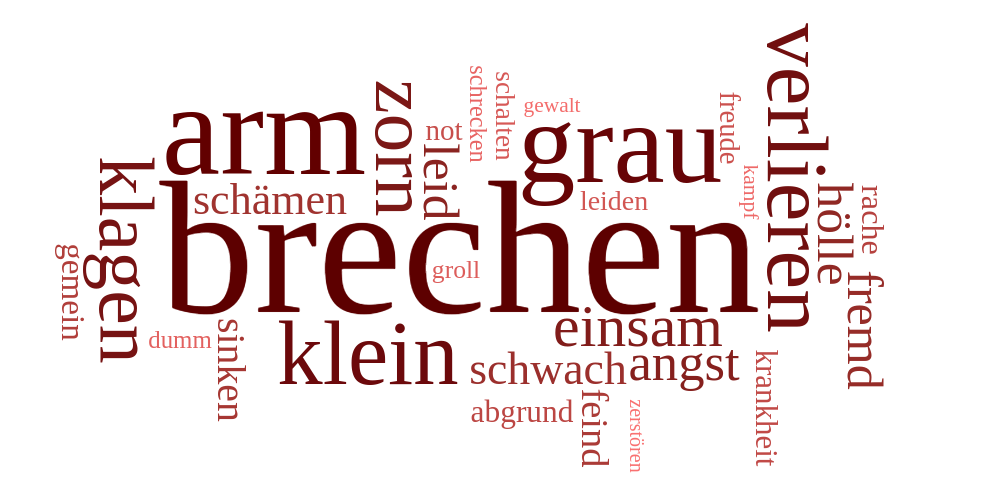 verlieren
schrecken
schalten
zorn
gewalt
freude
arm
grau
not
leid
klagen
kampf
schämen
leiden
hölle
rache
brechen
gemein
groll
fremd
einsam
sinken
klein
dumm
schwach
angst
krankheit
abgrund
feind
zerstören